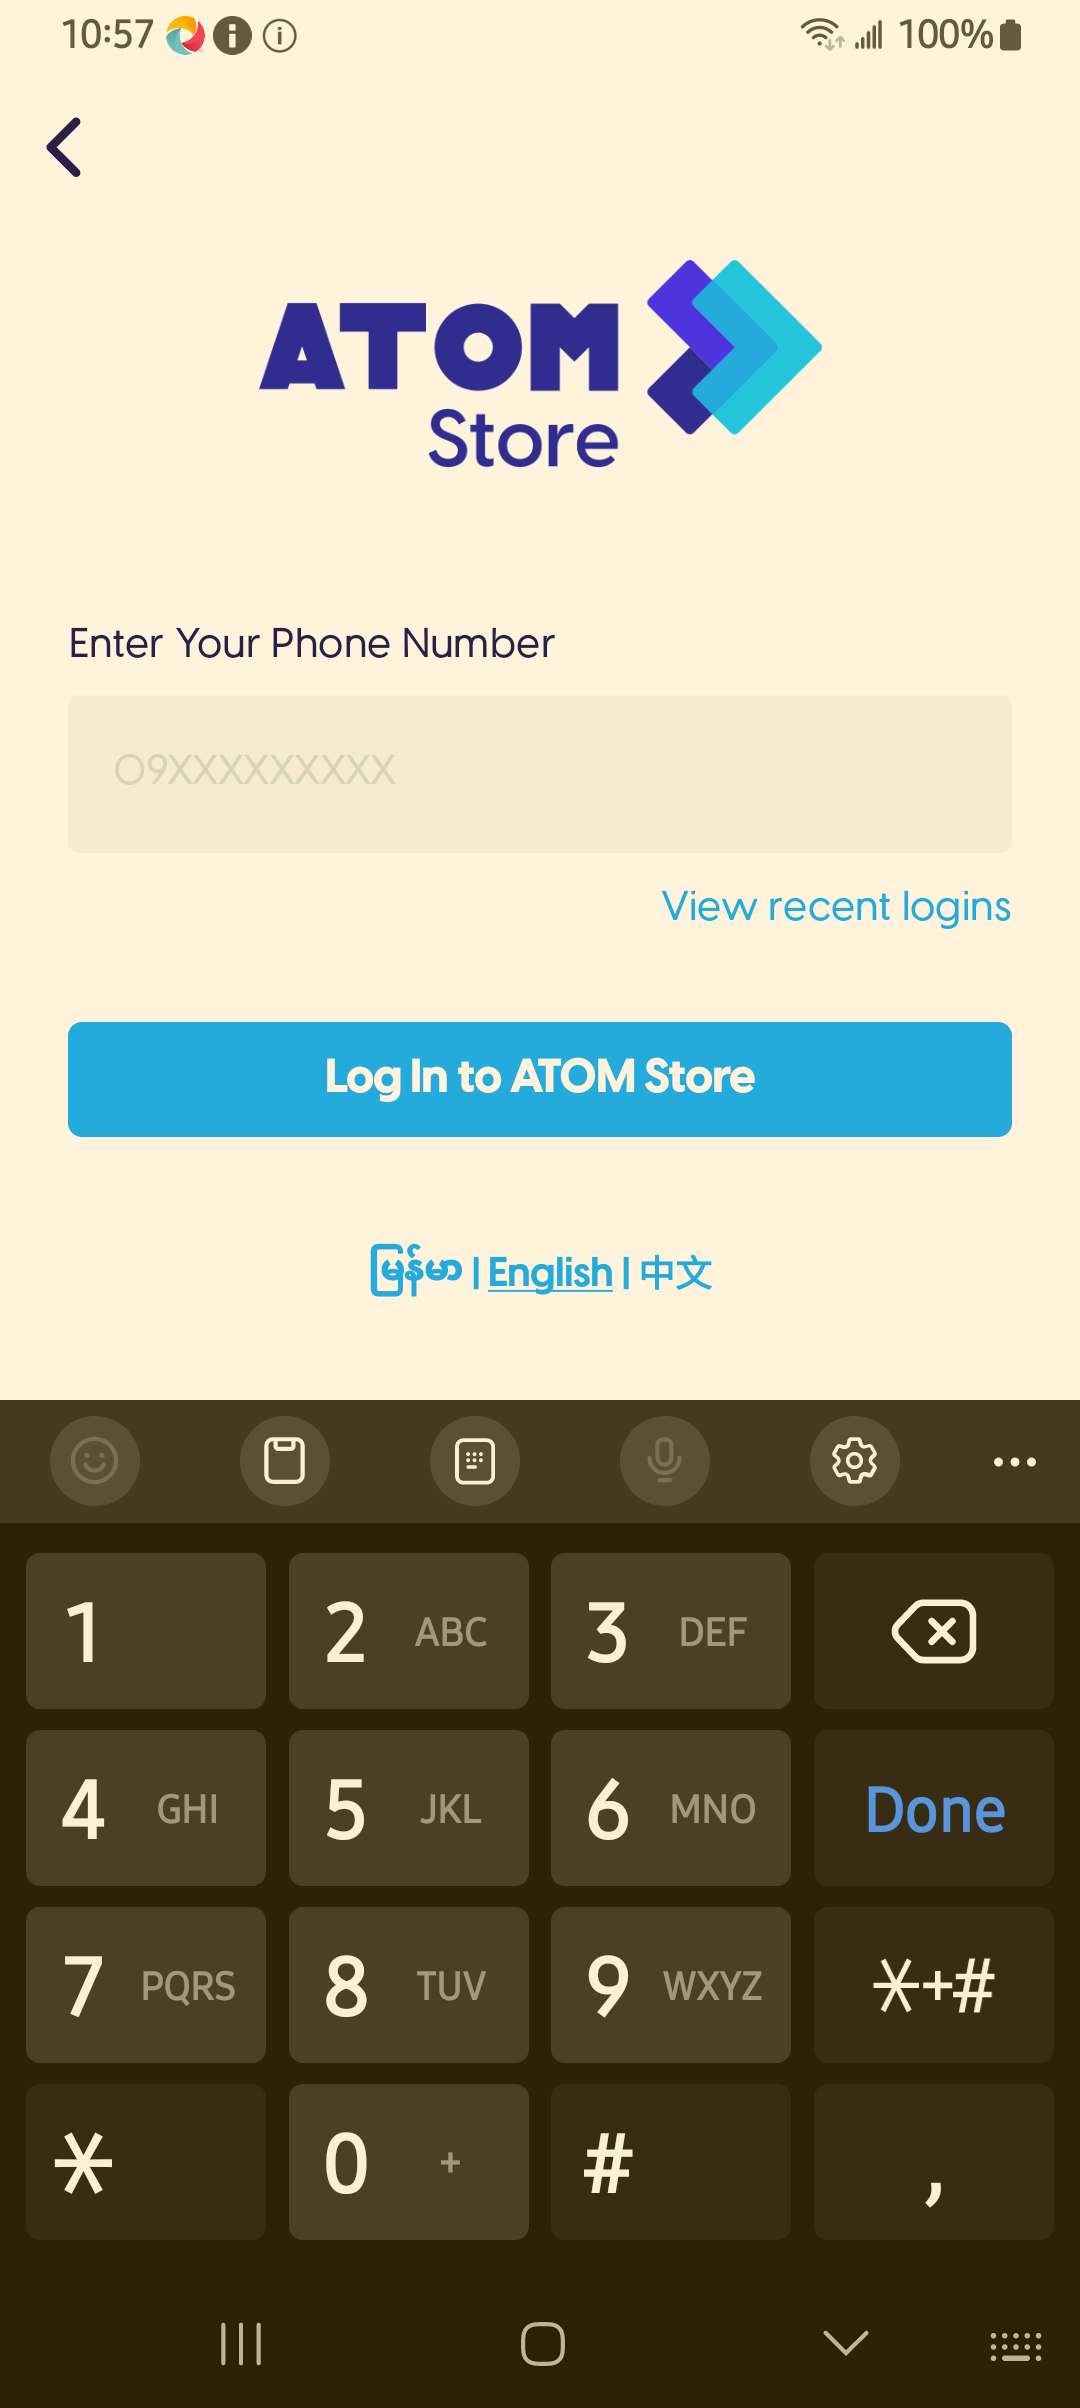 10:57 100%
ATOM
Store
Enter Your Phone Number
09XXXXXXXXX
View recent logins
Log In to ATOM Store
မြန်မာ | English | 中文
1 2 ABC 3 DEF
4 GHI 5 JKL 6 MNO Done
7 PQRS 8 TUV 9 WXYZ *+#
* 0 + # ,